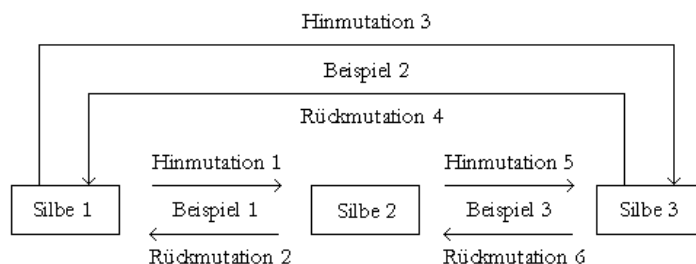 Hinmutation 3
Beispiel 2
Rückmutation 4
Hinmutation 1 Hinmutation 5
Silbe 1 Beispiel 1 Silbe 2 Beispiel 3 Silbe 3
Rückmutation 2 Rückmutation 6